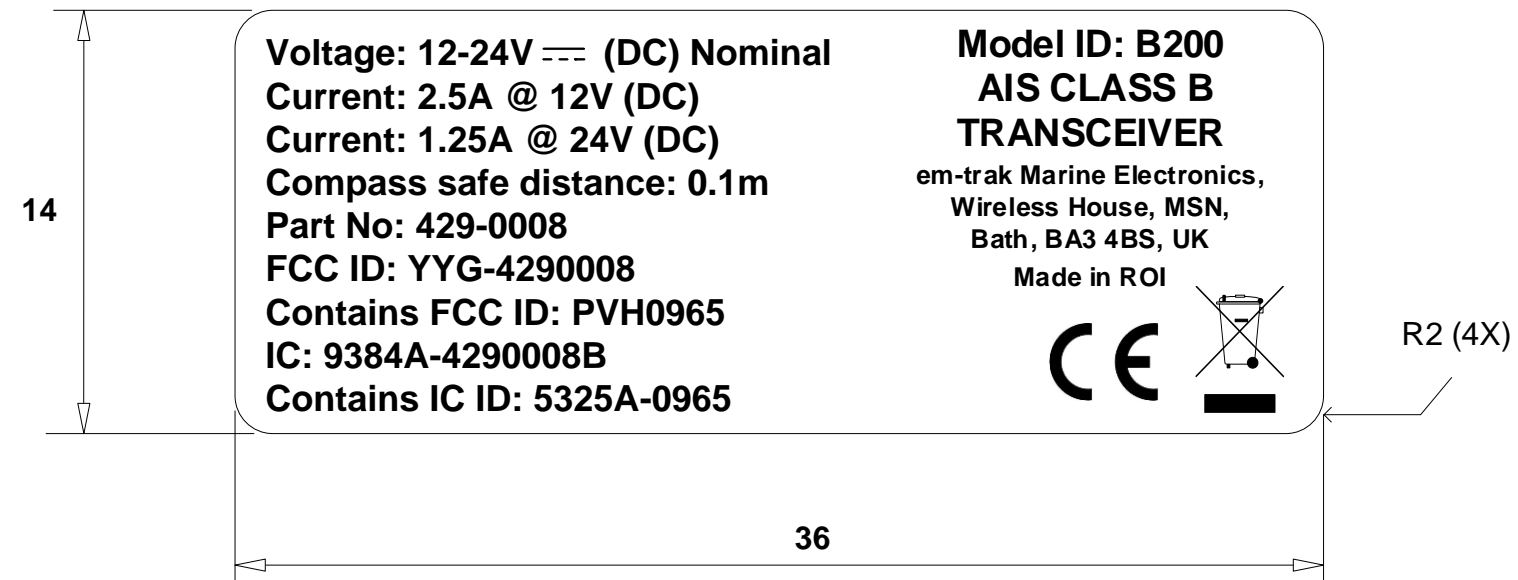 Voltage: 12-24V (DC) Nominal
Current: 2.5A @ 12V (DC)
Current: 1.25A @ 24V (DC)
Compass safe distance: 0.1m
Part No: 429-0008
FCC ID: YYG-4290008
Contains FCC ID: PVH0965
IC: 9384A-4290008B
Contains IC ID: 5325A-0965
Model ID: B200
AIS CLASS B
TRANSCEIVER
em-trak Marine Electronics,
Wireless House, MSN,
Bath, BA3 4BS, UK
Made in ROI
CE
14
R2 (4X)
36